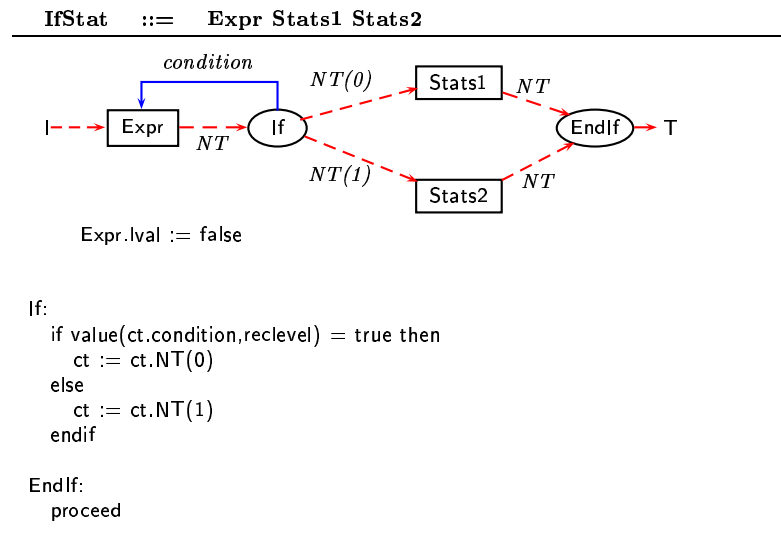 IfStat ::= Expr Stats1 Stats2
condition
NT(0)
Stats1
NT
I
Expr
NT
If
EndIf
T
NT(1)
Stats2
NT
Expr.lval := false
If:
if value(ct.condition,reclevel) = true then
ct := ct.NT(0)
else
ct := ct.NT(1)
endif
EndIf:
proceed